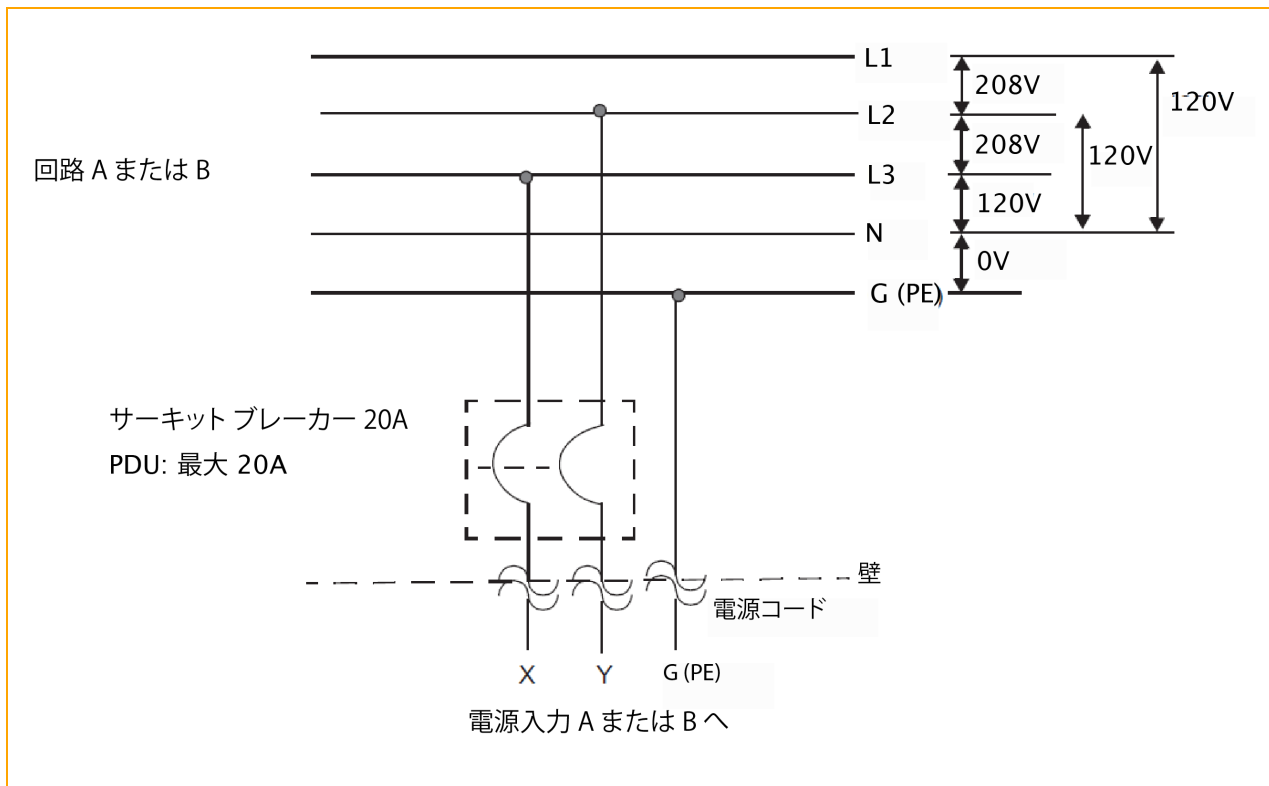 L1
208V
120V
L2
回路 A または B
208V
120V
L3
120V
N
0V
G (PE)
サーキット ブレーカー 20A
PDU: 最大 20A
壁
電源コード
X
Y
G (PE)
電源入力 A または B へ